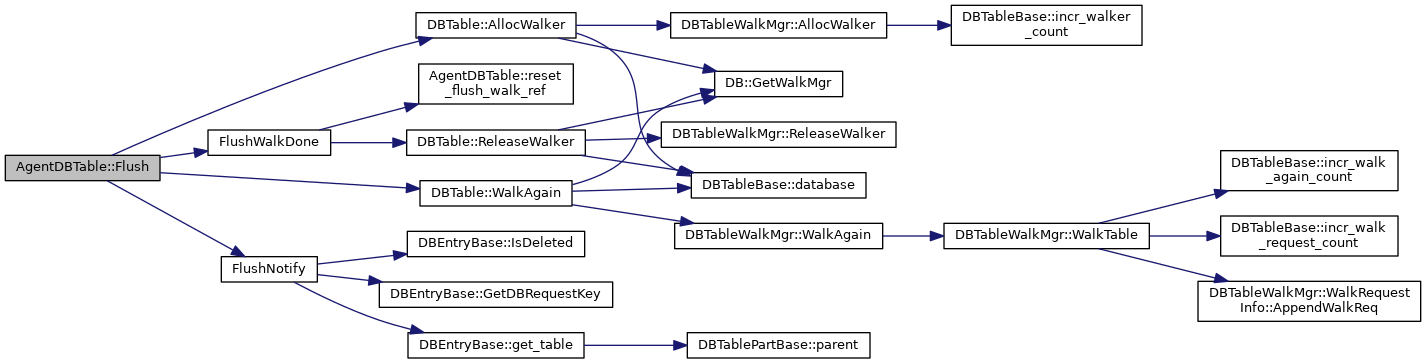 AgentDBTable::Flush
DBTable::AllocWalker
DBTableWalkMgr::AllocWalker
DBTableBase::incr_walker
_count
AgentDBTable::reset
_flush_walk_ref
DB::GetWalkMgr
FlushWalkDone
DBTable::ReleaseWalker
DBTableWalkMgr::ReleaseWalker
DBTable::WalkAgain
DBTableBase::database
DBTableWalkMgr::WalkAgain
DBTableWalkMgr::WalkTable
DBTableBase::incr_walk
_again_count
DBTableBase::incr_walk
_request_count
DBTableWalkMgr::WalkRequest
Info::AppendWalkReq
FlushNotify
DBEntryBase::IsDeleted
DBEntryBase::GetDBRequestKey
DBEntryBase::get_table
DBTablePartBase::parent